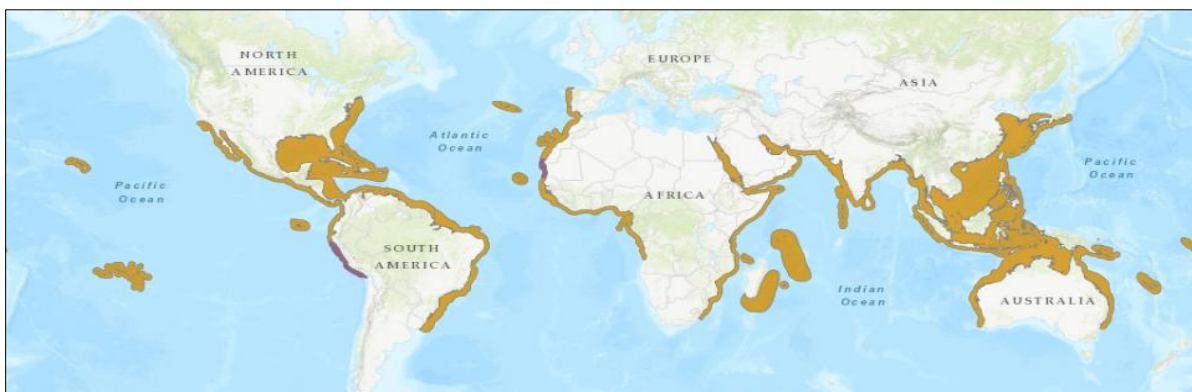 NORTH
AMERICA
EUROPE
ASIA
Atlantic
Ocean
Pacific
Ocean
Pacific
Ocean
AFRICA
SOUTH
AMERICA
Indian
Ocean
AUSTRALIA